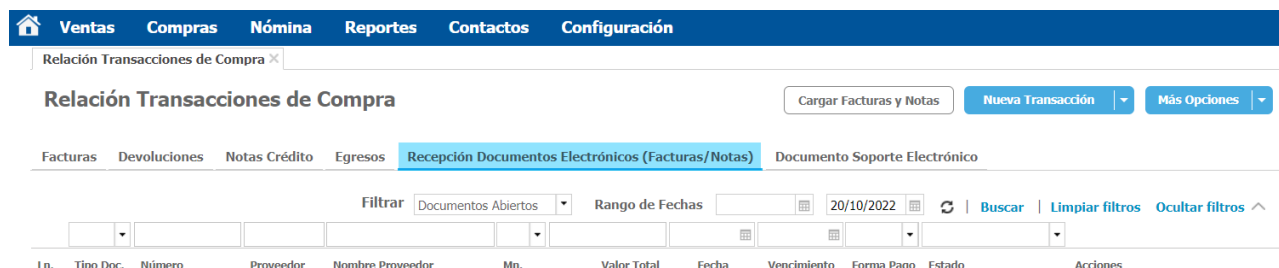 Ventas Compras Nómina Reportes Contactos Configuración
Relación Transacciones de Compra ×
Relación Transacciones de Compra
Cargar Facturas y Notas Nueva Transacción Más Opciones
Facturas Devoluciones Notas Crédito Egresos Recepción Documentos Electrónicos (Facturas/Notas) Documento Soporte Electrónico
Filtrar Documentos Abiertos Rango de Fechas 20/10/2022 | Buscar | Limpiar filtros Ocultar filtros
Ln. Tipo Doc. Número Proveedor Nombre Proveedor Mn. Valor Total Fecha Vencimiento Forma Pago Estado Acciones